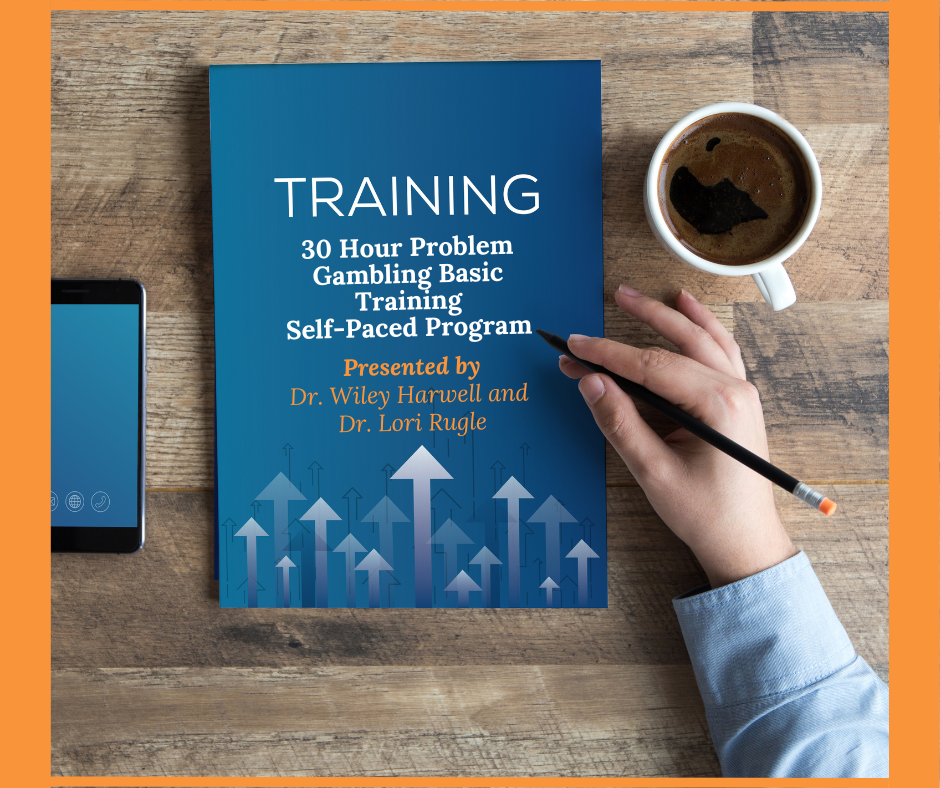 TRAINING
30 Hour Problem
Gambling Basic
Training
Self-Paced Program
Presented by
Dr. Wiley Harwell and
Dr. Lori Rugle